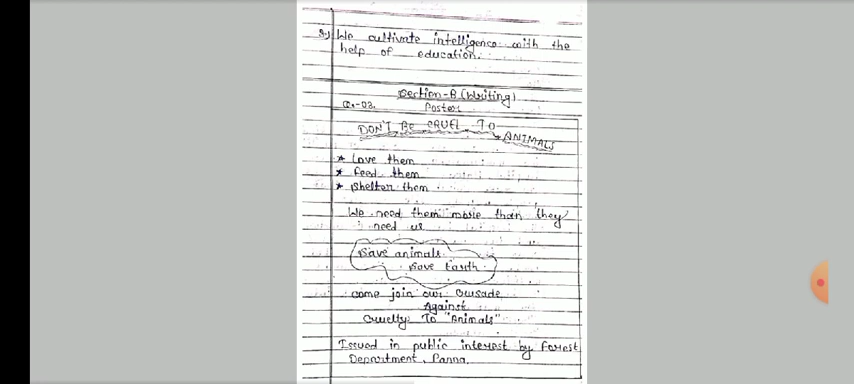 8) We cultivate intelligence with the
help of education.
Section-B (Writing)
Q.-02. Poster
DON'T BE CRUEL TO
ANIMALS
* Love them
* Feed them
* Shelter them
We need them more than they
need us
Save animals
Save Earth
come join our crusade
Against
Cruelty To "Animals"
Issued in public interest by Forest
Department, Panna.